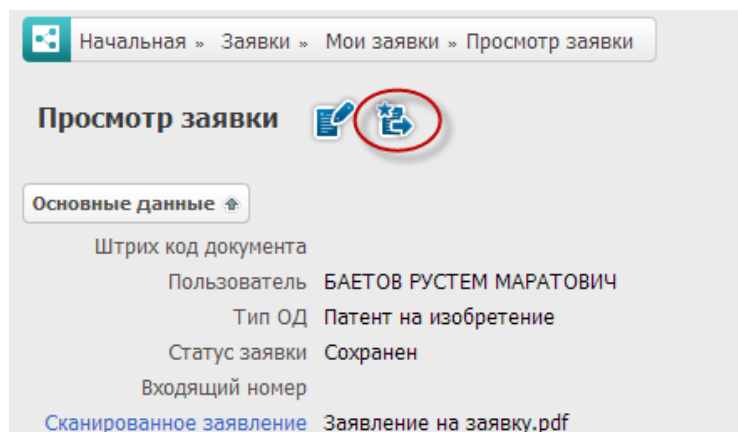 Начальная » Заявки » Мои заявки » Просмотр заявки
Просмотр заявки
Основные данные
Штрих код документа
Пользователь БАЕТОВ РУСТЕМ МАРАТОВИЧ
Тип ОД Патент на изобретение
Статус заявки Сохранен
Входящий номер
Сканированное заявление Заявление на заявку.pdf